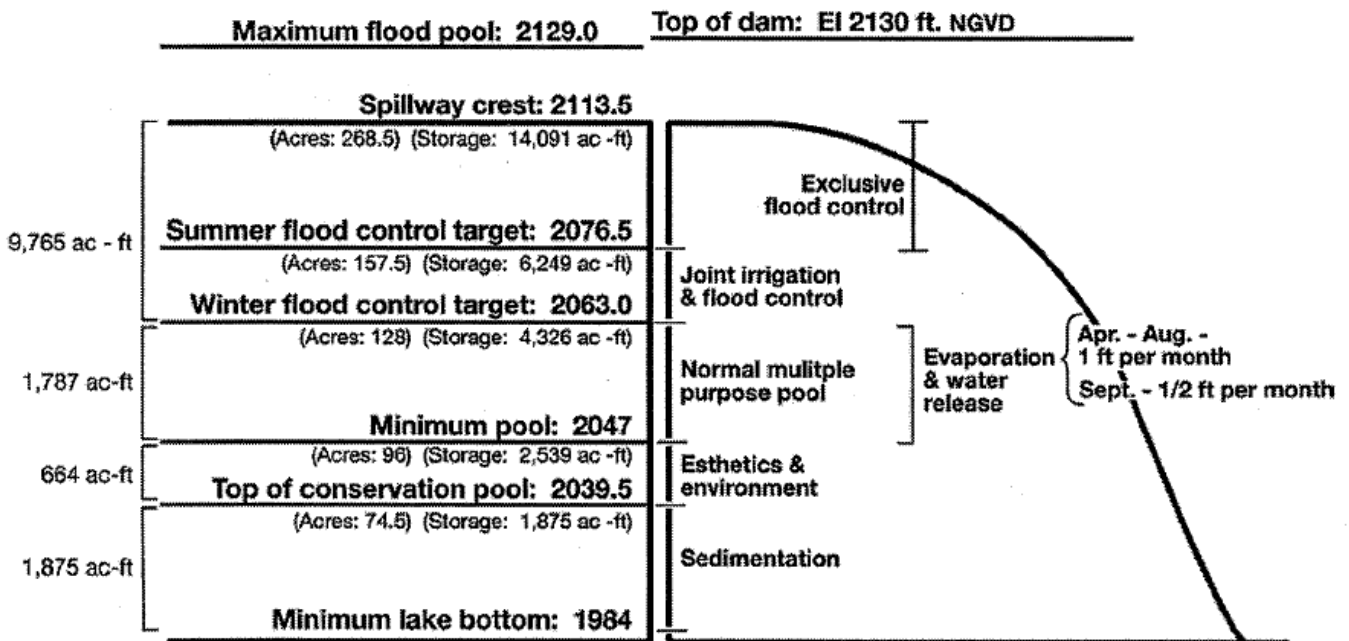 Maximum flood pool: 2129.0
Top of dam: El 2130 ft. NGVD
Spillway crest: 2113.5
(Acres: 268.5) (Storage: 14,091 ac -ft)
Exclusive
flood control
9,765 ac - ft
Summer flood control target: 2076.5
(Acres: 157.5) (Storage: 6,249 ac -ft)
Joint irrigation
& flood control
Winter flood control target: 2063.0
(Acres: 128) (Storage: 4,326 ac -ft)
1,787 ac-ft
Normal mulitple
purpose pool
Evaporation
& water
release
Apr. - Aug. -
1 ft per month
Sept. - 1/2 ft per month
Minimum pool: 2047
(Acres: 96) (Storage: 2,539 ac -ft)
664 ac-ft
Esthetics &
environment
Top of conservation pool: 2039.5
(Acres: 74.5) (Storage: 1,875 ac -ft)
1,875 ac-ft
Sedimentation
Minimum lake bottom: 1984